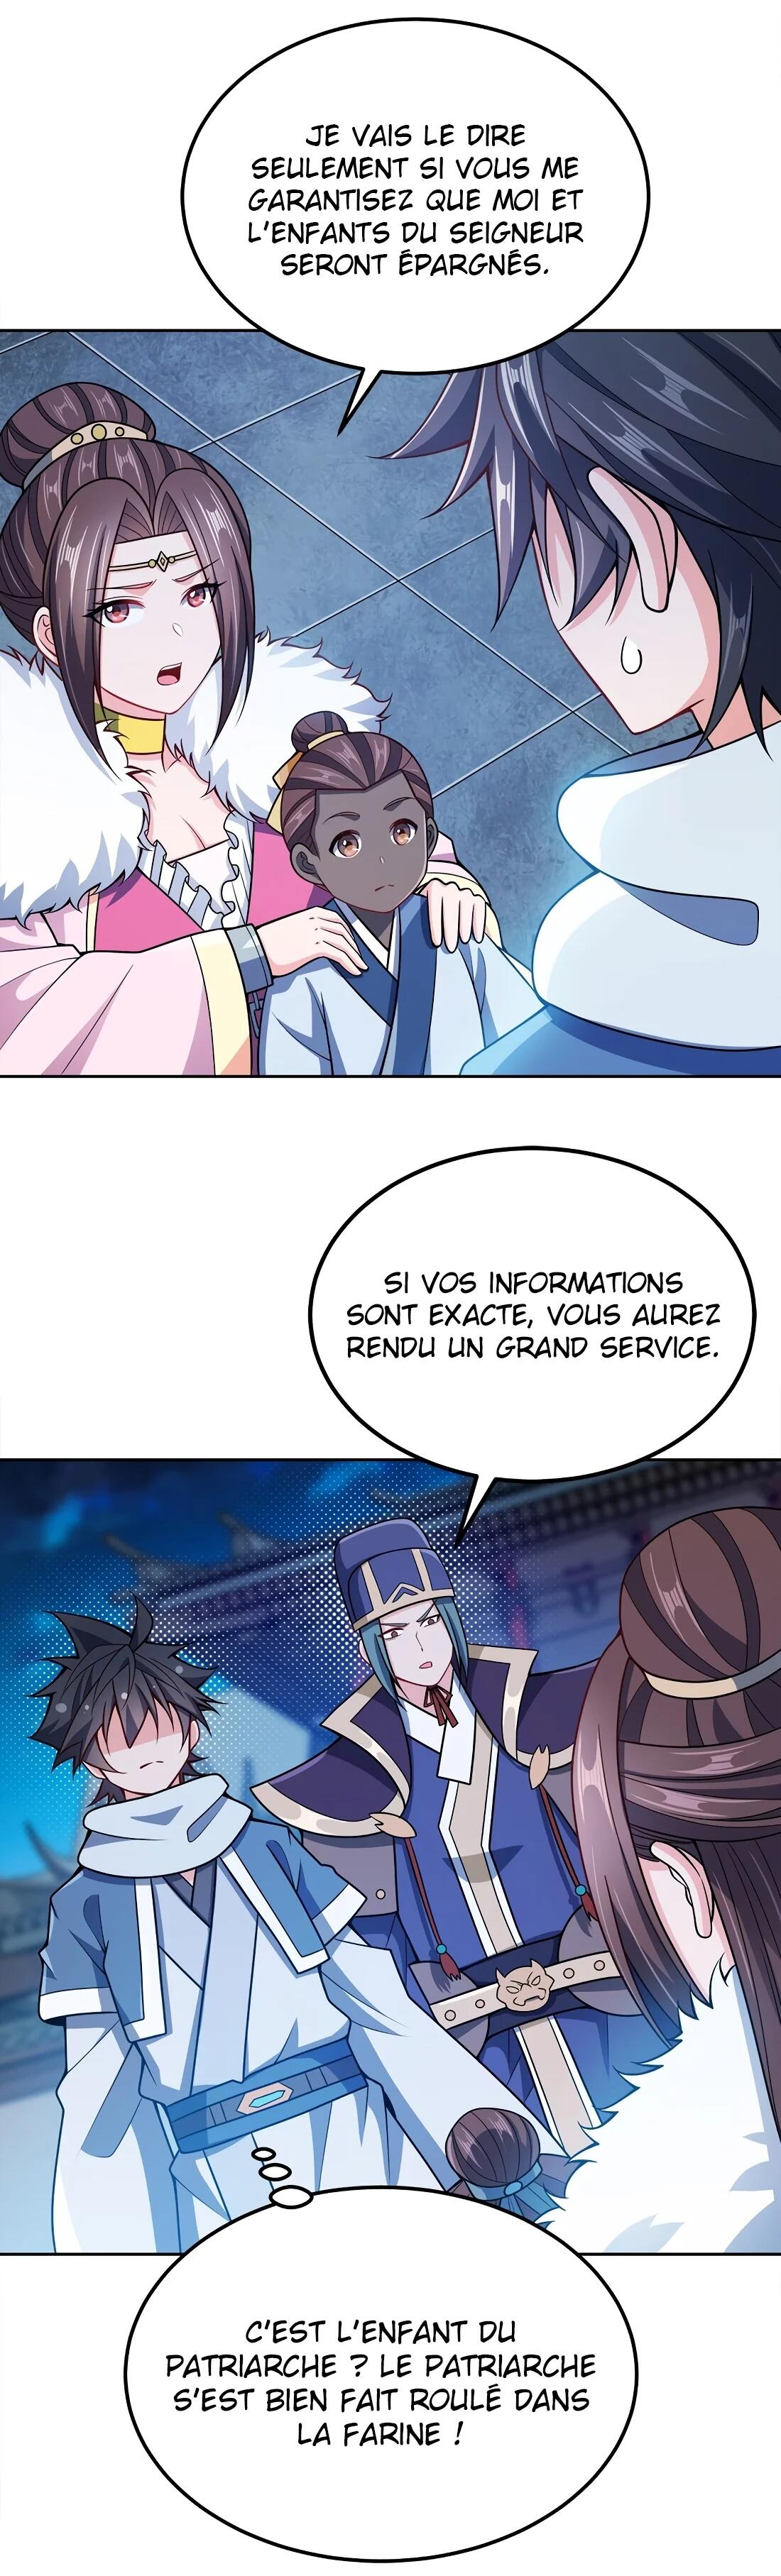 JE VAIS LE DIRE
SEULEMENT SI VOUS ME
GARANTISEZ QUE MOI ET
L'ENFANTS DU SEIGNEUR
SERONT ÉPARGNÉS.
SI VOS INFORMATIONS
SONT EXACTE, VOUS AUREZ
RENDU UN GRAND SERVICE.
C'EST L'ENFANT DU
PATRIARCHE ? LE PATRIARCHE
S'EST BIEN FAIT ROULÉ DANS
LA FARINE !